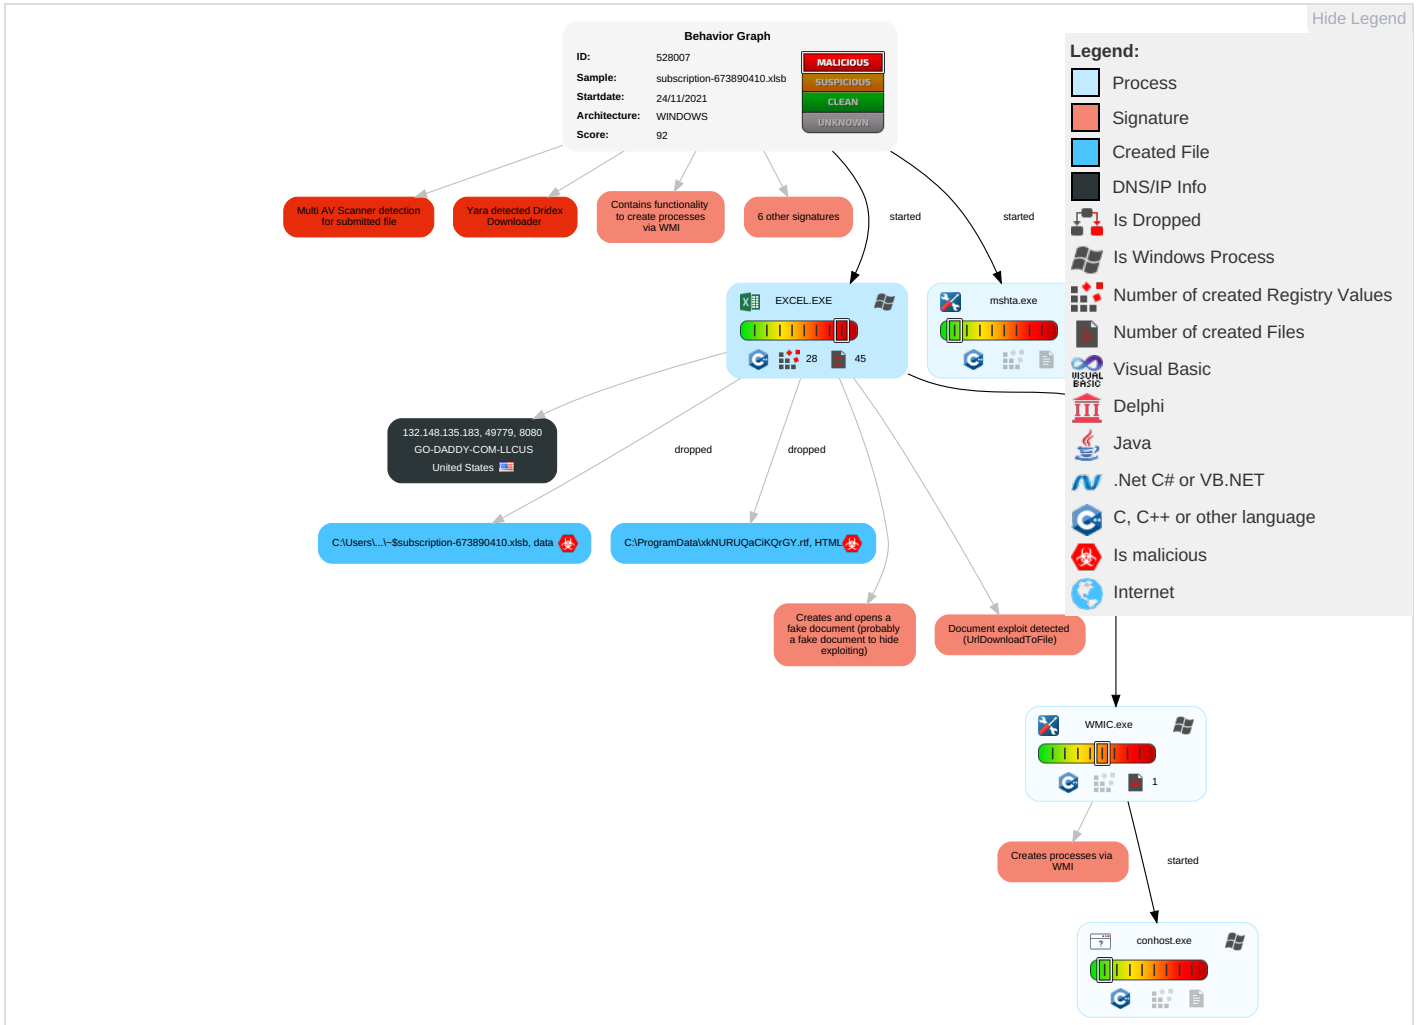 Hide Legend
Behavior Graph
ID: 528007
Sample: subscription-673890410.xlsb
Startdate: 24/11/2021
Architecture: WINDOWS
Score: 92
MALICIOUS
SUSPICIOUS
CLEAN
UNKNOWN
Legend:
Process
Signature
Created File
DNS/IP Info
Is Dropped
Is Windows Process
Number of created Registry Values
Number of created Files
VISUAL
BASIC
Visual Basic
Delphi
Java
.Net C# or VB.NET
C, C++ or other language
Is malicious
Internet
Multi AV Scanner detection
for submitted file
Yara detected Dridex
Downloader
Contains functionality
to create processes
via WMI
6 other signatures
started
started
EXCEL.EXE
28
45
mshta.exe
132.148.135.183, 49779, 8080
GO-DADDY-COM-LLCUS
United States
dropped
dropped
C:\Users\...\~$subscription-673890410.xlsb, data
C:\ProgramData\xkNURUQaCiKQrGY.rtf, HTML
Creates and opens a
fake document (probably
a fake document to hide
exploiting)
Document exploit detected
(UrlDownloadToFile)
WMIC.exe
1
Creates processes via
WMI
started
conhost.exe